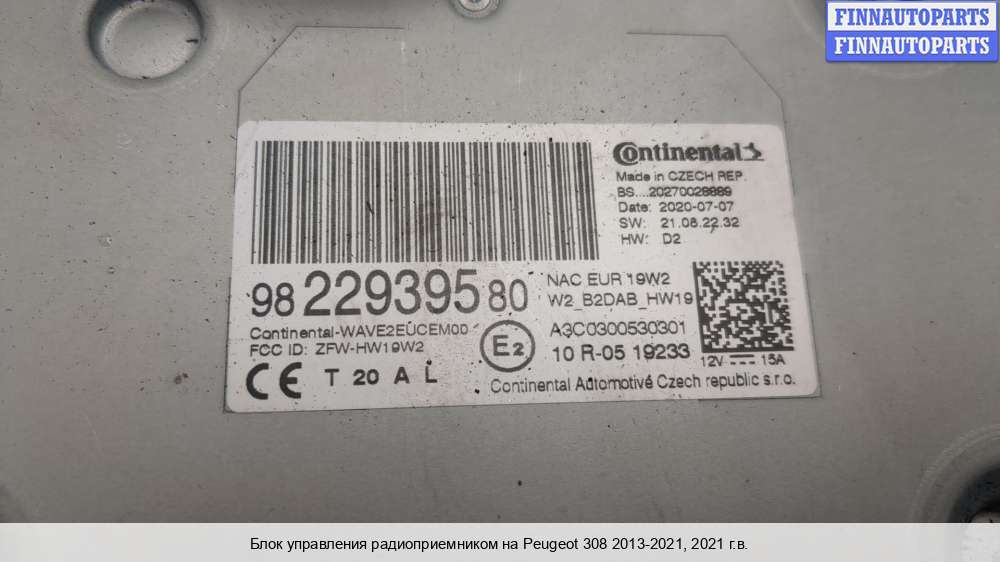 FINNAUTOPARTS
FINNAUTOPARTS
Continental
Made in CZECH REP.
BS....20270028889
Date: 2020-07-07
SW: 21.08.22.32
HW: D2
98 229395 80
NAC EUR 19W2
W2_B2DAB_HW19
Continental-WAVE2EUCEM00
FCC ID: ZFW-HW19W2
E2
A3C0300530301
10 R-05 19233
12V 15A
CE T 20 A L
Continental Automotive Czech republic s.r.o.
Блок управления радиоприемником на Peugeot 308 2013-2021, 2021 г.в.